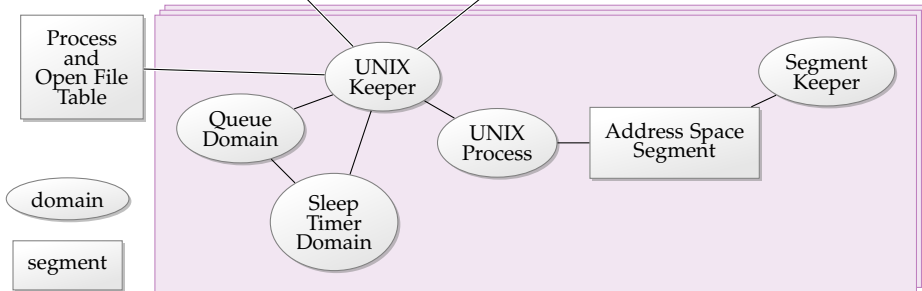 Process
and
Open File
Table
UNIX
Keeper
Segment
Keeper
Queue
Domain
UNIX
Process
Address Space
Segment
Sleep
Timer
Domain
domain
segment